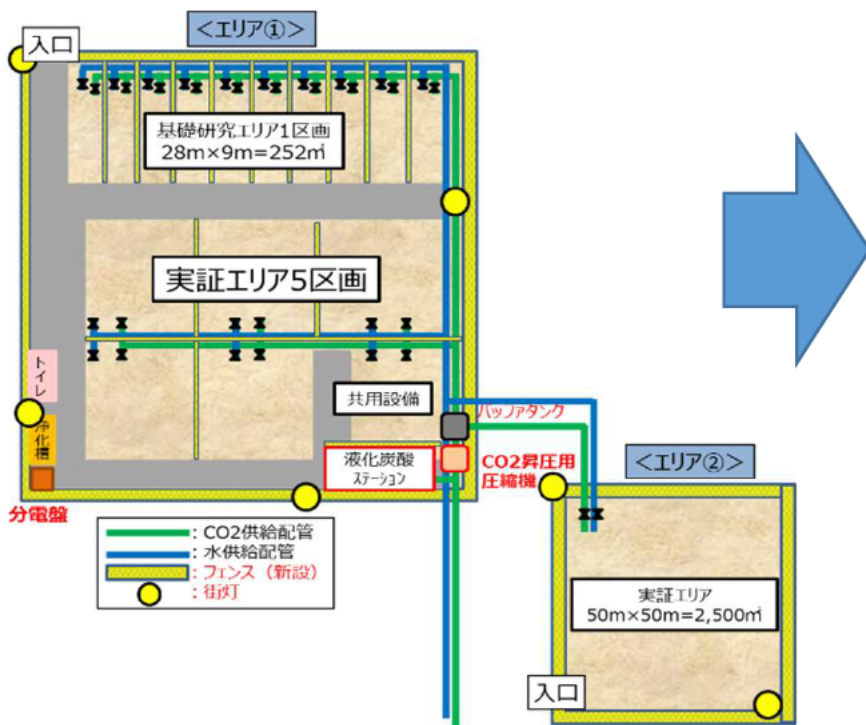 入口
<エリア①>
基礎研究エリア1区画
28m×9m=252㎡
実証エリア5区画
トイレ
浄化槽
分電盤
共用設備
バッファタンク
液化炭酸
ステーション
CO2昇圧用
圧縮機
<エリア②>
実証エリア
50m×50m=2,500㎡
入口
: CO2供給配管
: 水供給配管
: フェンス（新設）
: 街灯